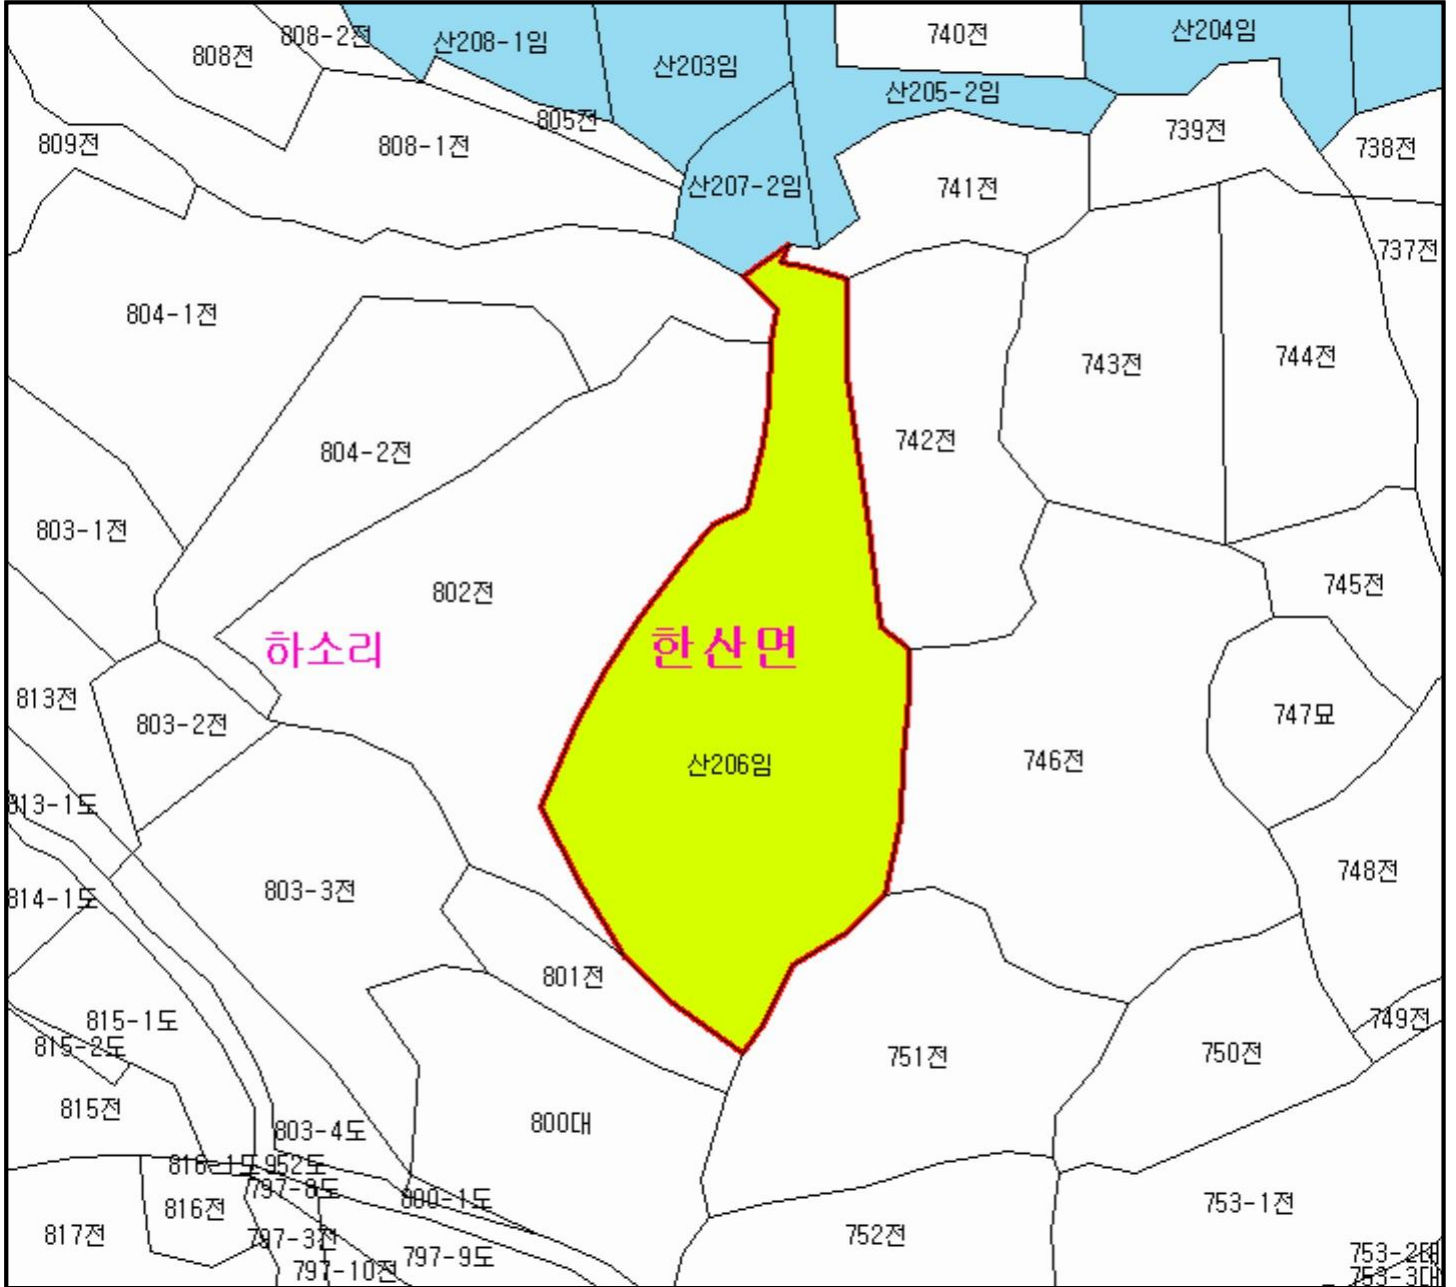 808전
808-2전
산208-1임
산203임
740전
산204임
산205-2임
805전
739전
809전
808-1전
738전
산207-2임
741전
737전
804-1전
743전
744전
804-2전
742전
803-1전
802전
745전
하소리
한산면
813전
803-2전
747묘
746전
산206임
813-1도
748전
814-1도
803-3전
801전
815-1도
749전
815-2도
751전
750전
815전
800대
803-4도
816-1도
952도
797-8도
800-1도
816전
753-1전
817전
797-3전
752전
797-9도
753-2대
797-10전
753-3대